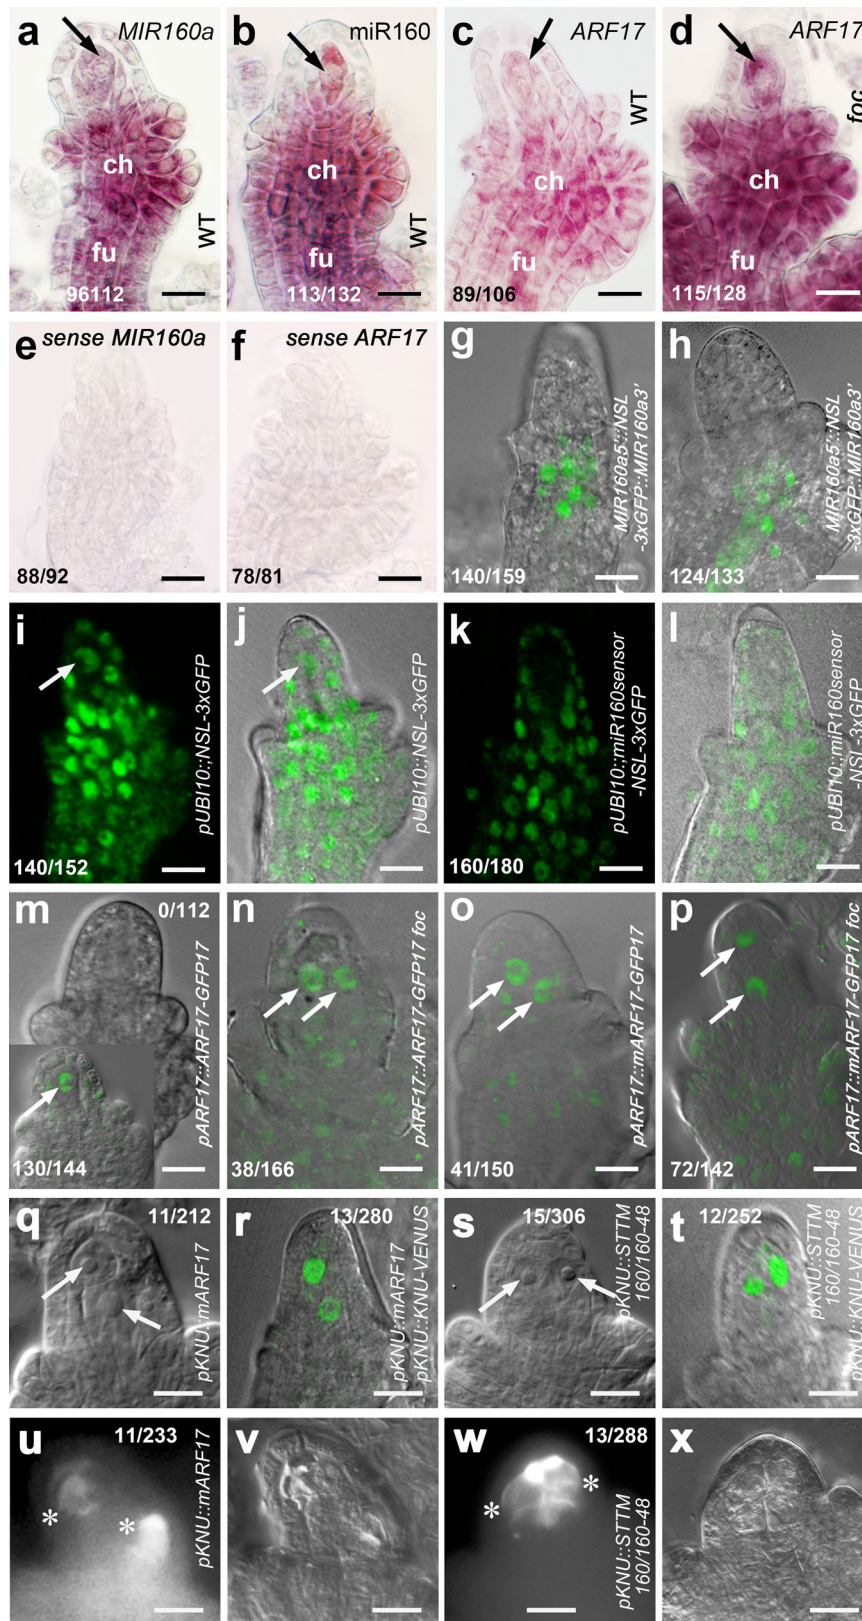 a
MIR160a
ch
fu
WT
96112
b
miR160
ch
fu
WT
113/132
c
ARF17
WT
ch
fu
89/106
d
ARF17
foc
ch
fu
115/128
e
sense MIR160a
88/92
f
sense ARF17
78/81
g
MIR160a5'::NSL
-3xGFP::MIR160a3'
140/159
h
MIR160a5'::NSL
-3xGFP::MIR160a3'
124/133
i
pUBI10::;NSL-3xGFP
140/152
j
pUBI10::;NSL-3xGFP
k
pUBI10::;miR160sensor
-NSL-3xGFP
160/180
l
pUBI10::miR160sensor
-NSL-3xGFP
m
0/112
pARF17::ARF17-GFP17
130/144
n
pARF17::ARF17-GFP17 foc
38/166
o
pARF17::mARF17-GFP17
41/150
p
pARF17::mARF17-GFP17 foc
72/142
q
11/212
pKNU::mARF17
r
13/280
pKNU::mARF17
pKNU::KNU-VENUS
s
15/306
pKNU::STTM
160/160-48
t
12/252
pKNU::STTM
160/160-48
pKNU::KNU-VENUS
u
11/233
pKNU::mARF17
* *
v
w
13/288
pKNU::STTM
160/160-48
* *
x